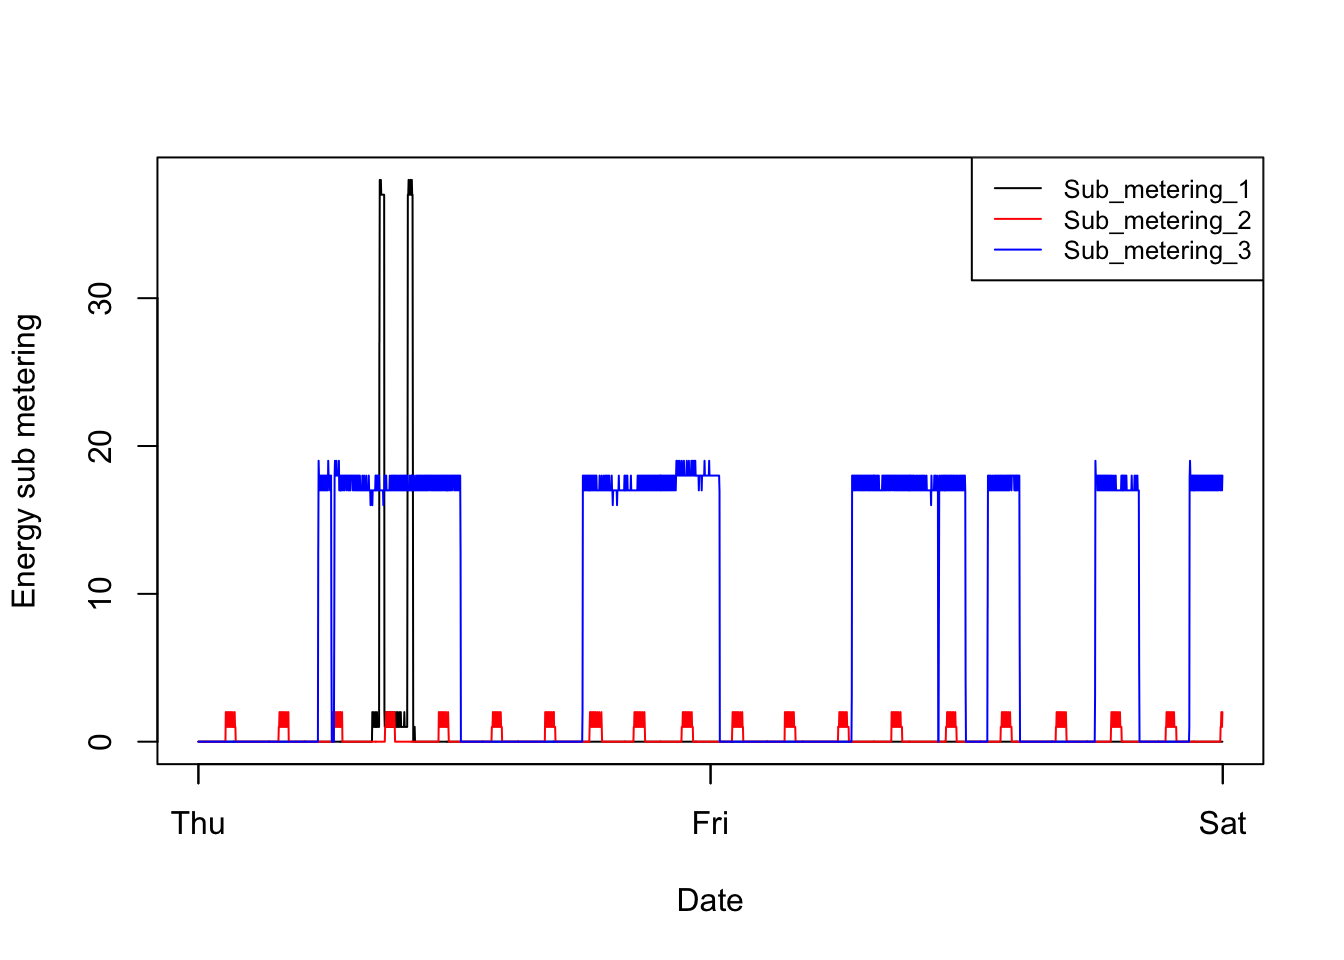 Sub_metering_1
Sub_metering_2
Sub_metering_3
Energy sub metering
30
20
10
0
Thu
Fri
Sat
Date